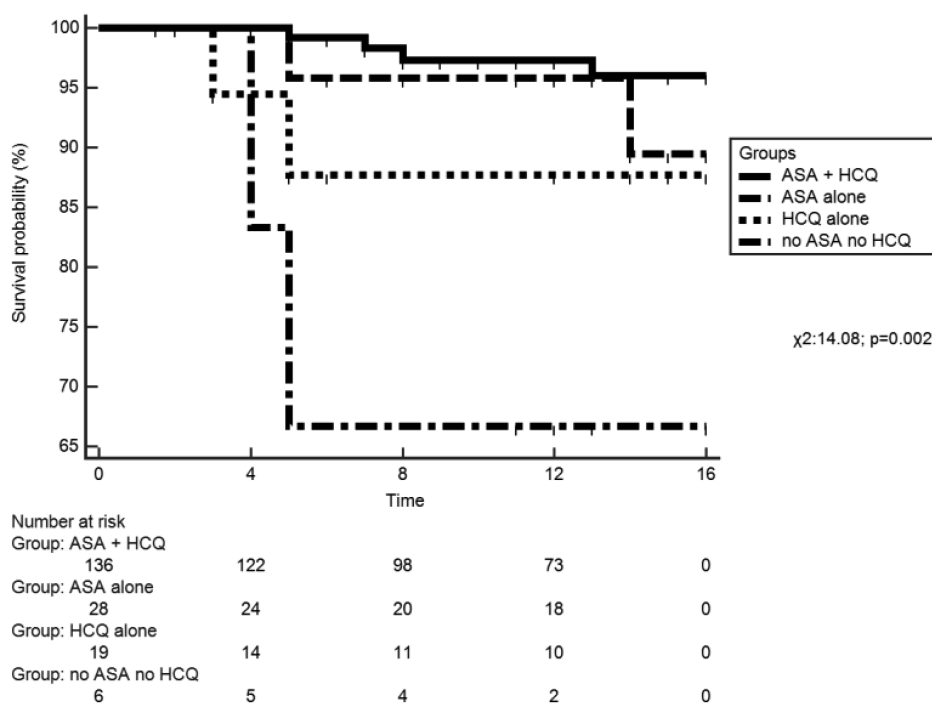 100
95
90
85
80
75
70
65
Survival probability (%)
0 4 8 12 16
Time
Groups
ASA + HCQ
ASA alone
HCQ alone
no ASA no HCQ
χ2:14.08; p=0.002
Number at risk
Group: ASA + HCQ
136 122 98 73 0
Group: ASA alone
28 24 20 18 0
Group: HCQ alone
19 14 11 10 0
Group: no ASA no HCQ
6 5 4 2 0